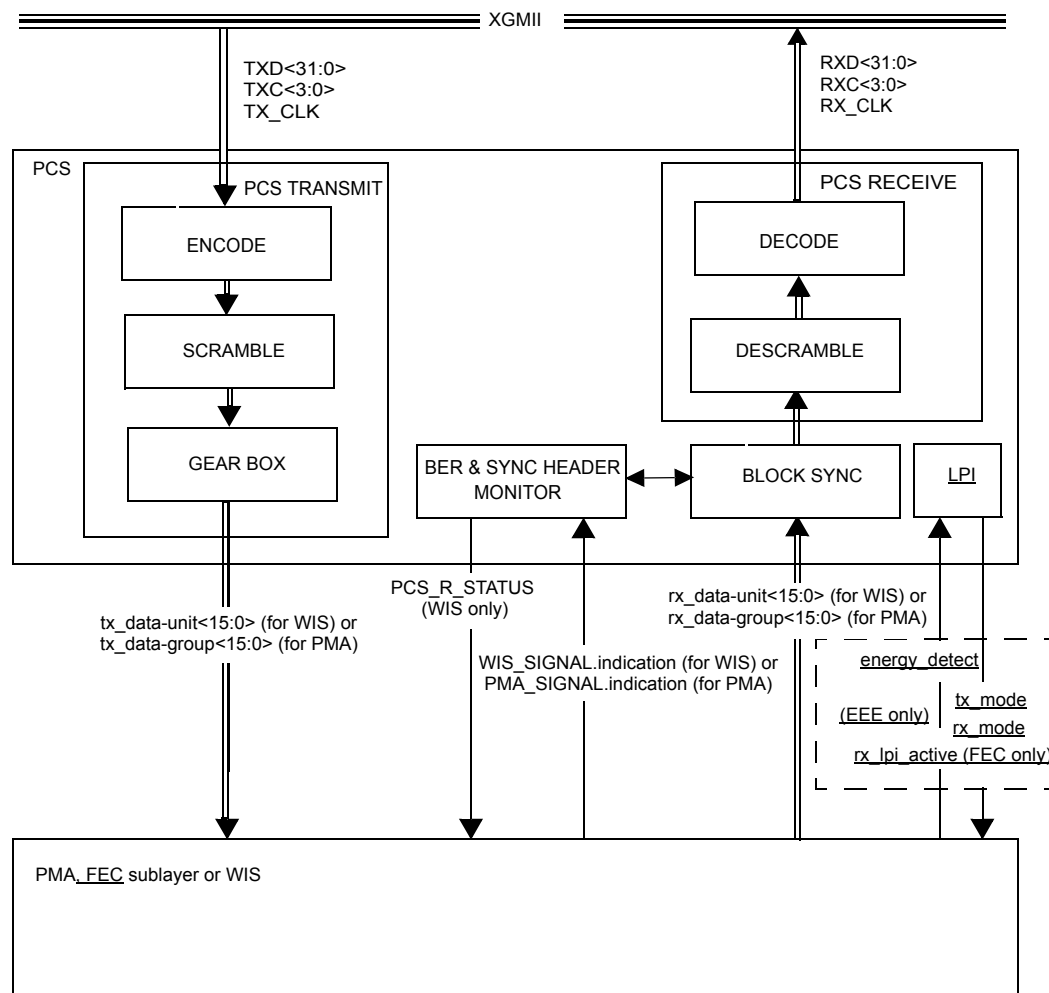 XGMII
TXD<31:0>
TXC<3:0>
TX_CLK
RXD<31:0>
RXC<3:0>
RX_CLK
PCS
PCS TRANSMIT
PCS RECEIVE
ENCODE
DECODE
SCRAMBLE
DESCRAMBLE
GEAR BOX
BER & SYNC HEADER
MONITOR
BLOCK SYNC
LPI
PCS_R_STATUS
(WIS only)
tx_data-unit<15:0> (for WIS) or
tx_data-group<15:0> (for PMA)
rx_data-unit<15:0> (for WIS) or
rx_data-group<15:0> (for PMA)
WIS_SIGNAL.indication (for WIS) or
PMA_SIGNAL.indication (for PMA)
energy_detect
tx_mode
(EEE only)
rx_mode
rx_lpi_active (FEC only)
PMA, FEC sublayer or WIS